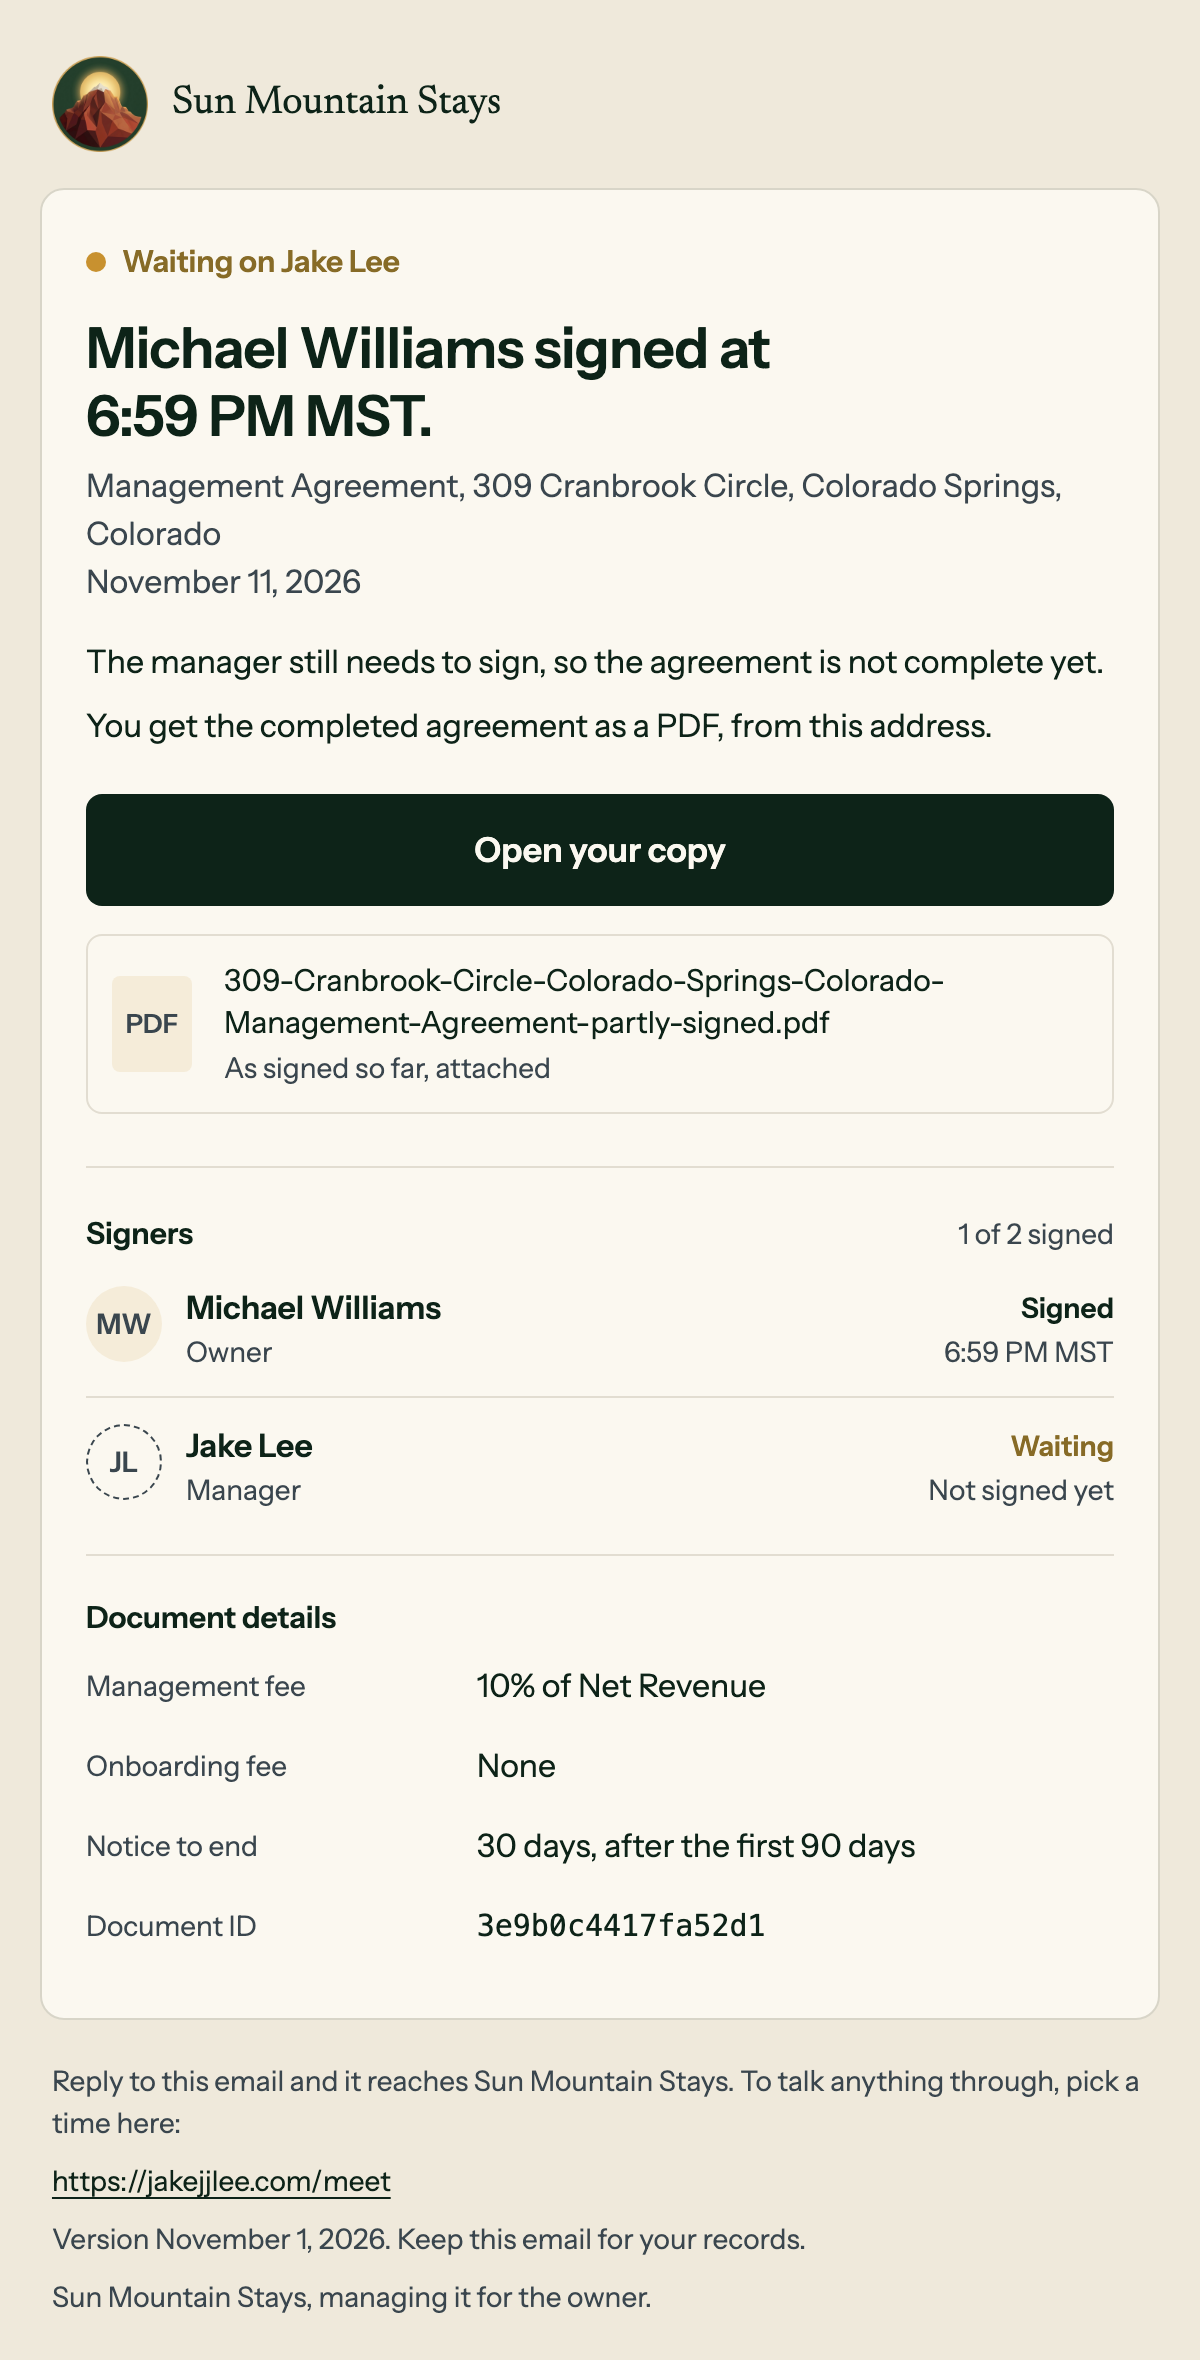 Sun Mountain Stays
Waiting on Jake Lee
Michael Williams signed at
6:59 PM MST.
Management Agreement, 309 Cranbrook Circle, Colorado Springs,
Colorado
November 11, 2026
The manager still needs to sign, so the agreement is not complete yet.
You get the completed agreement as a PDF, from this address.
Open your copy
PDF
309-Cranbrook-Circle-Colorado-Springs-Colorado-
Management-Agreement-partly-signed.pdf
As signed so far, attached
Signers
1 of 2 signed
MW
Michael Williams
Signed
Owner
6:59 PM MST
JL
Jake Lee
Waiting
Manager
Not signed yet
Document details
Management fee
10% of Net Revenue
Onboarding fee
None
Notice to end
30 days, after the first 90 days
Document ID
3e9b0c4417fa52d1
Reply to this email and it reaches Sun Mountain Stays. To talk anything through, pick a
time here:
https://jakejjlee.com/meet
Version November 1, 2026. Keep this email for your records.
Sun Mountain Stays, managing it for the owner.